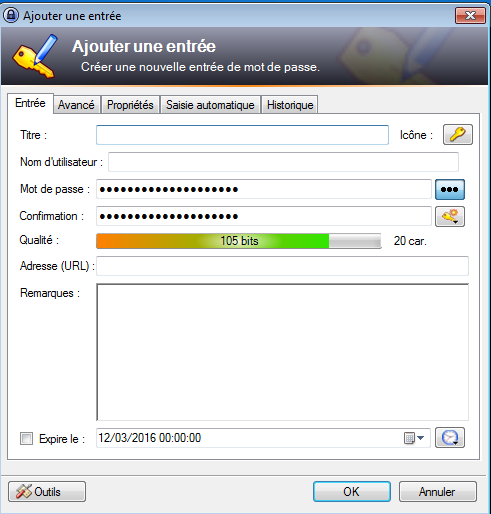 Ajouter une entrée
Ajouter une entrée
Créer une nouvelle entrée de mot de passe.
Entrée Avancé Propriétés Saisie automatique Historique
Titre : Icône :
Nom d'utilisateur :
Mot de passe : ●●●●●●●●●●●●●●●●●●●● ●●●
Confimation : ●●●●●●●●●●●●●●●●●●●●
Qualité : 105 bits 20 car.
Adresse (URL) :
Remarques :
Expire le : 12/03/2016 00:00:00
Outils OK Annuler